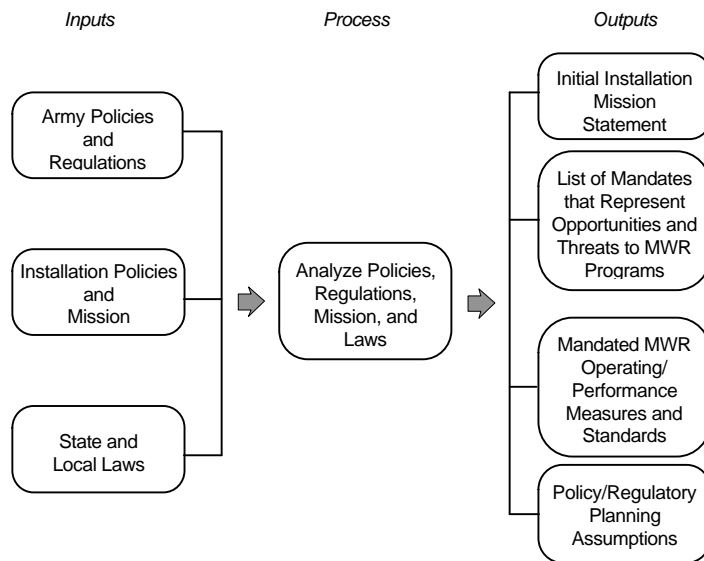 Inputs
Process
Outputs
Army Policies
and
Regulations
Installation Policies
and
Mission
State and
Local Laws
Analyze Policies,
Regulations,
Mission, and
Laws
Initial Installation
Mission
Statement
List of Mandates
that Represent
Opportunities and
Threats to MWR
Programs
Mandated MWR
Operating/
Performance
Measures and
Standards
Policy/Regulatory
Planning
Assumptions